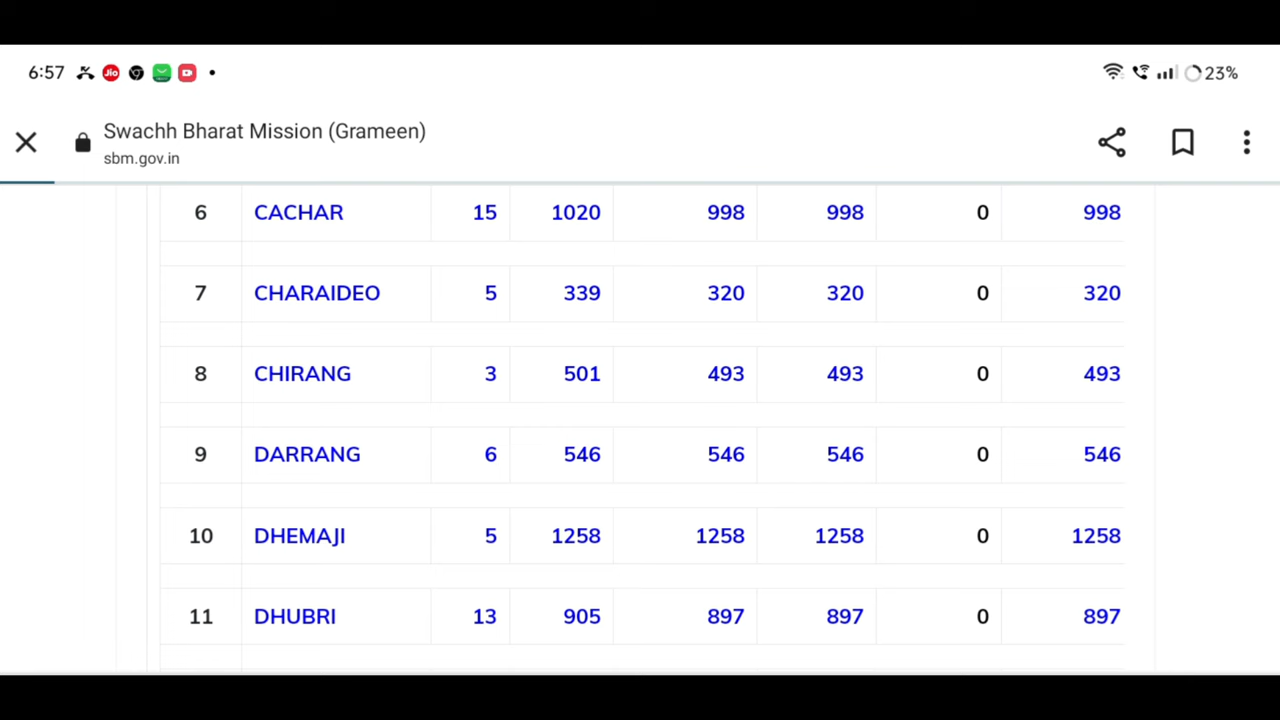 6:57 Jio 23%
Swachh Bharat Mission (Grameen)
sbm.gov.in
6 CACHAR 15 1020 998 998 0 998
7 CHARAIDEO 5 339 320 320 0 320
8 CHIRANG 3 501 493 493 0 493
9 DARRANG 6 546 546 546 0 546
10 DHEMAJI 5 1258 1258 1258 0 1258
11 DHUBRI 13 905 897 897 0 897